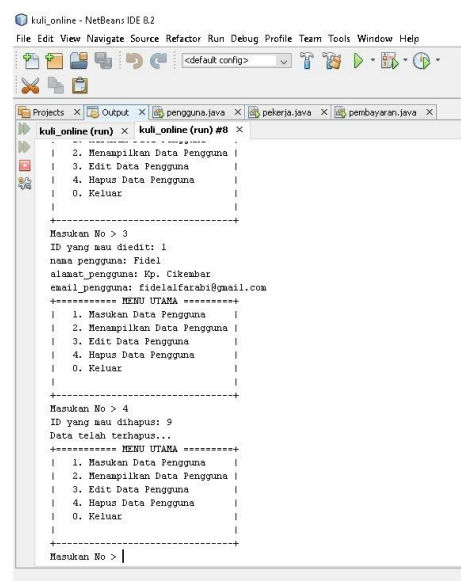 kuli_online - NetBeans IDE 8.2
File Edit View Navigate Source Refactor Run Debug Profile Team Tools Window Help
<default config>
Projects × Output × pengguna.java × pekerja.java × pembayaran.java ×
kuli_online (run) × kuli_online (run) #8 ×
| 2. Menampilkan Data Pengguna |
| 3. Edit Data Pengguna |
| 4. Hapus Data Pengguna |
| 0. Keluar |
| |
+------------------------------+
Masukan No > 3
ID yang mau diedit: 1
nama pengguna: Fidel
alamat_pengguna: Kp. Cikembar
email_pengguna: fidelalfarabi@gmail.com
+=========== MENU UTAMA =========+
| 1. Masukan Data Pengguna |
| 2. Menampilkan Data Pengguna |
| 3. Edit Data Pengguna |
| 4. Hapus Data Pengguna |
| 0. Keluar |
| |
+------------------------------+
Masukan No > 4
ID yang mau dihapus: 9
Data telah terhapus...
+=========== MENU UTAMA =========+
| 1. Masukan Data Pengguna |
| 2. Menampilkan Data Pengguna |
| 3. Edit Data Pengguna |
| 4. Hapus Data Pengguna |
| 0. Keluar |
| |
+------------------------------+
Masukan No >